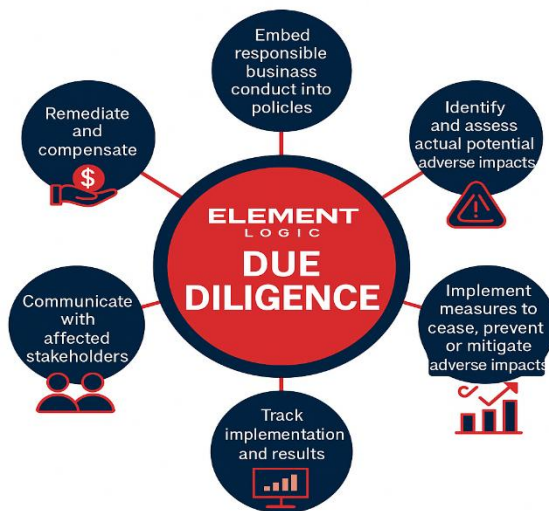 Embed
responsible
businass
conduct into
policies
Identify
and assess
actual potential
adverse impacts
Implement
measures to
cease, prevent
or mitigate
adverse impacts
Track
implementation
and results
Communicate
with
affected
stakeholders
Remediate
and
compensate
$
ELEMENT
LOGIC
DUE
DILIGENCE